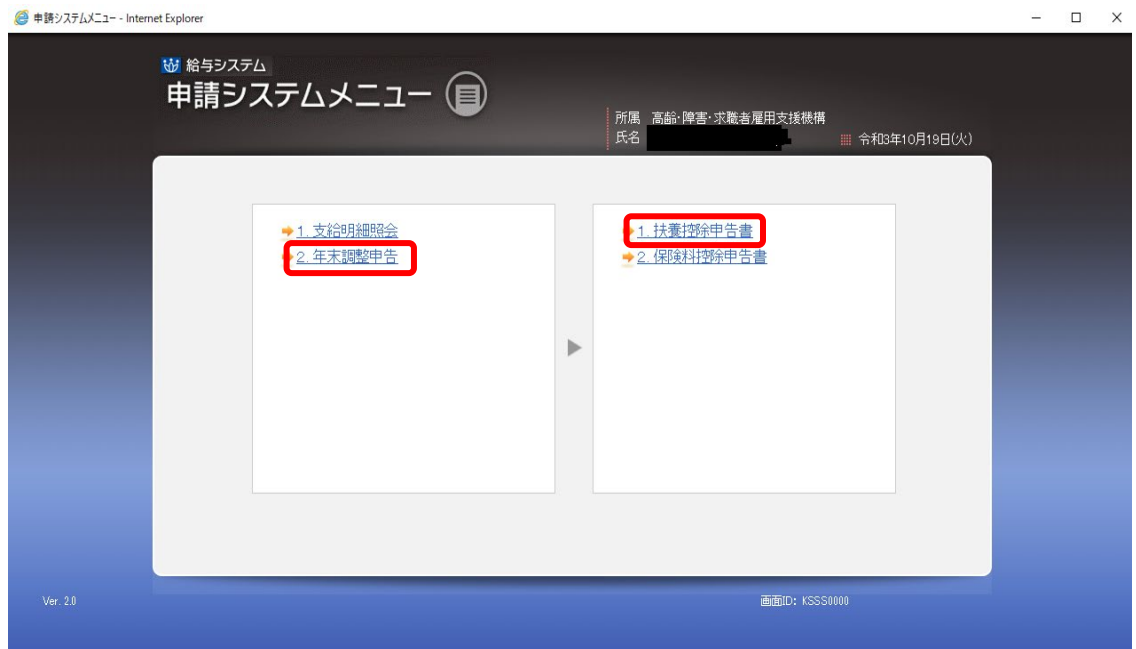 申請システムメニュー - Internet Explorer
給与システム
申請システムメニュー
所属 高齢・障害・求職者雇用支援機構
氏名
令和3年10月19日(火)
1. 支給明細照会
2. 年末調整申告
1. 扶養控除申告書
2. 保険料控除申告書
Ver. 2.0
画面ID: KSSS0000